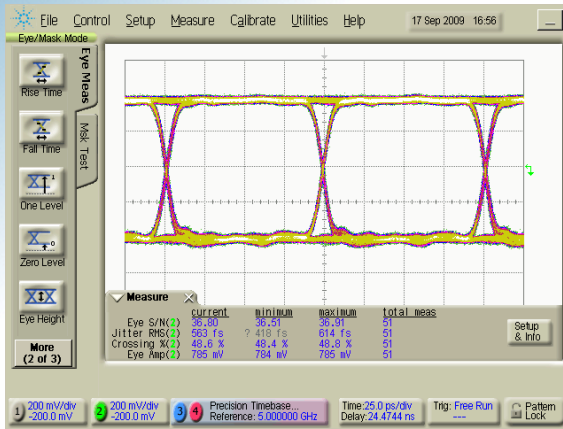 File Control Setup Measure Calibrate Utilities Help 17 Sep 2009 16:56
Eye/Mask Mode
Eye Meas
Msk Test
Rise Time
Fall Time
One Level
Zero Level
Eye Height
More
(2 of 3)
Measure
current minimum maximum total meas
Eye S/N(2) 36.80 36.51 36.91 51
Jitter RMS(2) 563 fs ? 418 fs 614 fs 51
Crossing %(2) 48.6 % 48.4 % 48.8 % 51
Eye Amp(2) 785 mV 784 mV 785 mV 51
Setup
& Info
1 200 mV/div
-200.0 mV
2 200 mV/div
-200.0 mV
3 4 Precision Timebase...
Reference: 5.000000 GHz
Time:25.0 ps/div
Delay:24.4744 ns
Trig: Free Run
---
Pattern
Lock